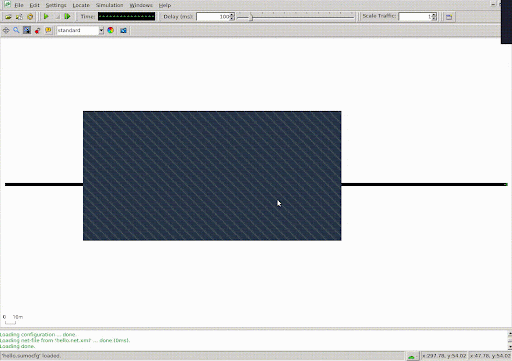 File Edit Settings Locate Simulation Windows Help
Time: Delay (ms): 100 Scale Traffic: 1
standard
0 10m
Loading configuration ... done.
Loading net-file from 'hello.net.xml' ... done (8ms).
Loading done.
'hello.sumocfg' loaded. x:297.78, y:54.02 x:47.78, y:54.02